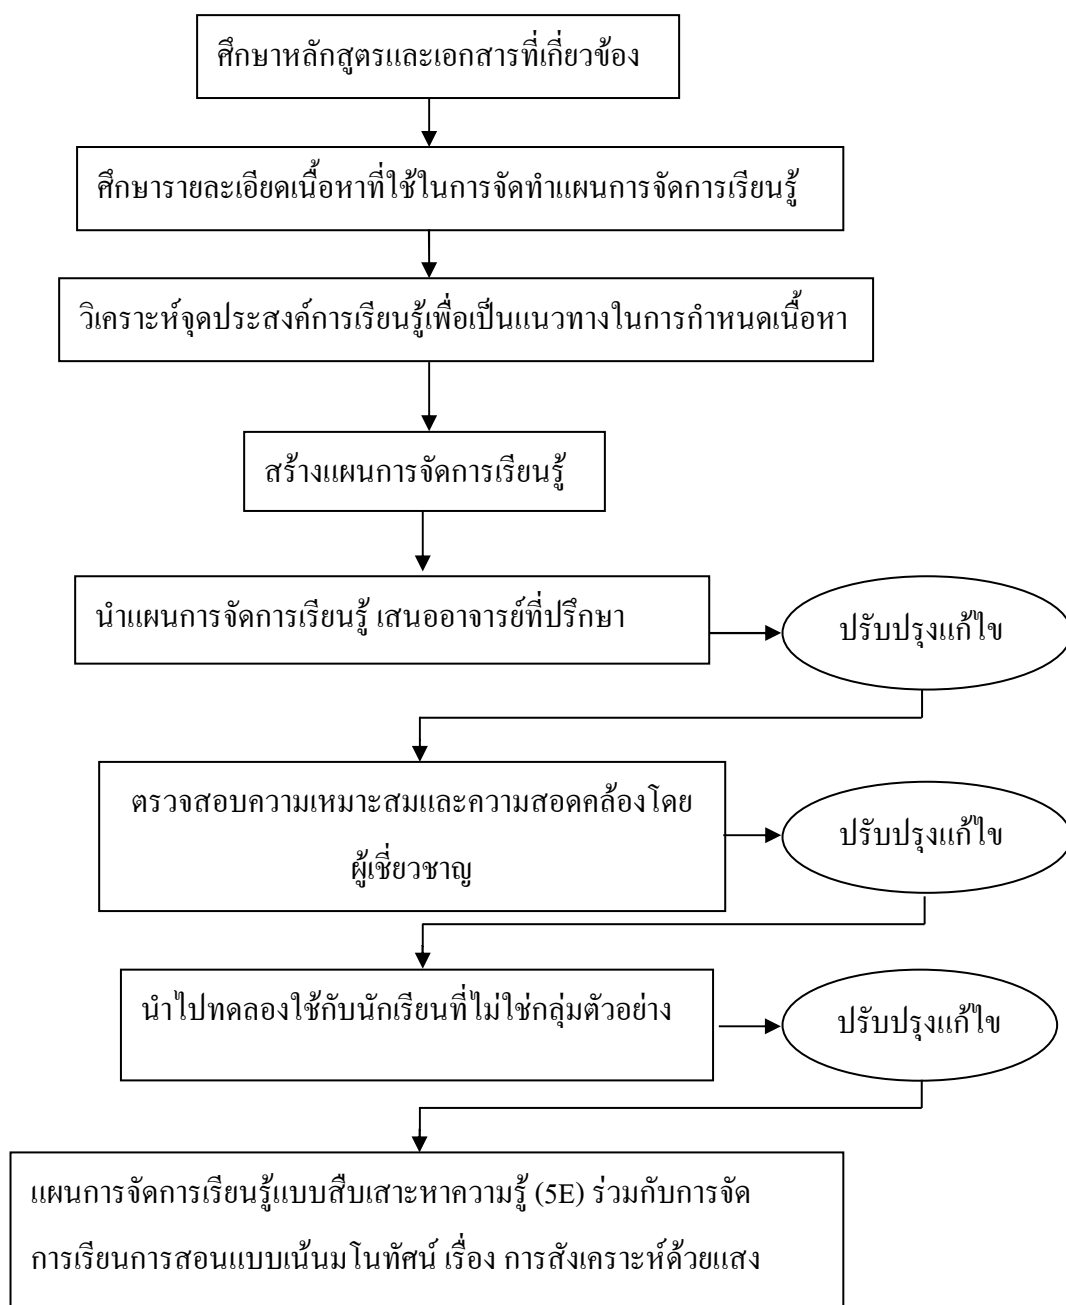 ศึกษาหลักสูตรและเอกสารที่เกี่ยวข้อง
ศึกษารายละเอียดเนื้อหาที่ใช้ในการจัดทำแผนการจัดการเรียนรู้
วิเคราะห์จุดประสงค์การเรียนรู้เพื่อเป็นแนวทางในการกำหนดเนื้อหา
สร้างแผนการจัดการเรียนรู้
นำแผนการจัดการเรียนรู้ เสนออาจารย์ที่ปรึกษา
ปรับปรุงแก้ไข
ตรวจสอบความเหมาะสมและความสอดคล้องโดย
ผู้เชี่ยวชาญ
ปรับปรุงแก้ไข
นำไปทดลองใช้กับนักเรียนที่ไม่ใช่กลุ่มตัวอย่าง
ปรับปรุงแก้ไข
แผนการจัดการเรียนรู้แบบสืบเสาะหาความรู้ (5E) ร่วมกับการจัด
การเรียนการสอนแบบเน้นมโนทัศน์ เรื่อง การสังเคราะห์ด้วยแสง